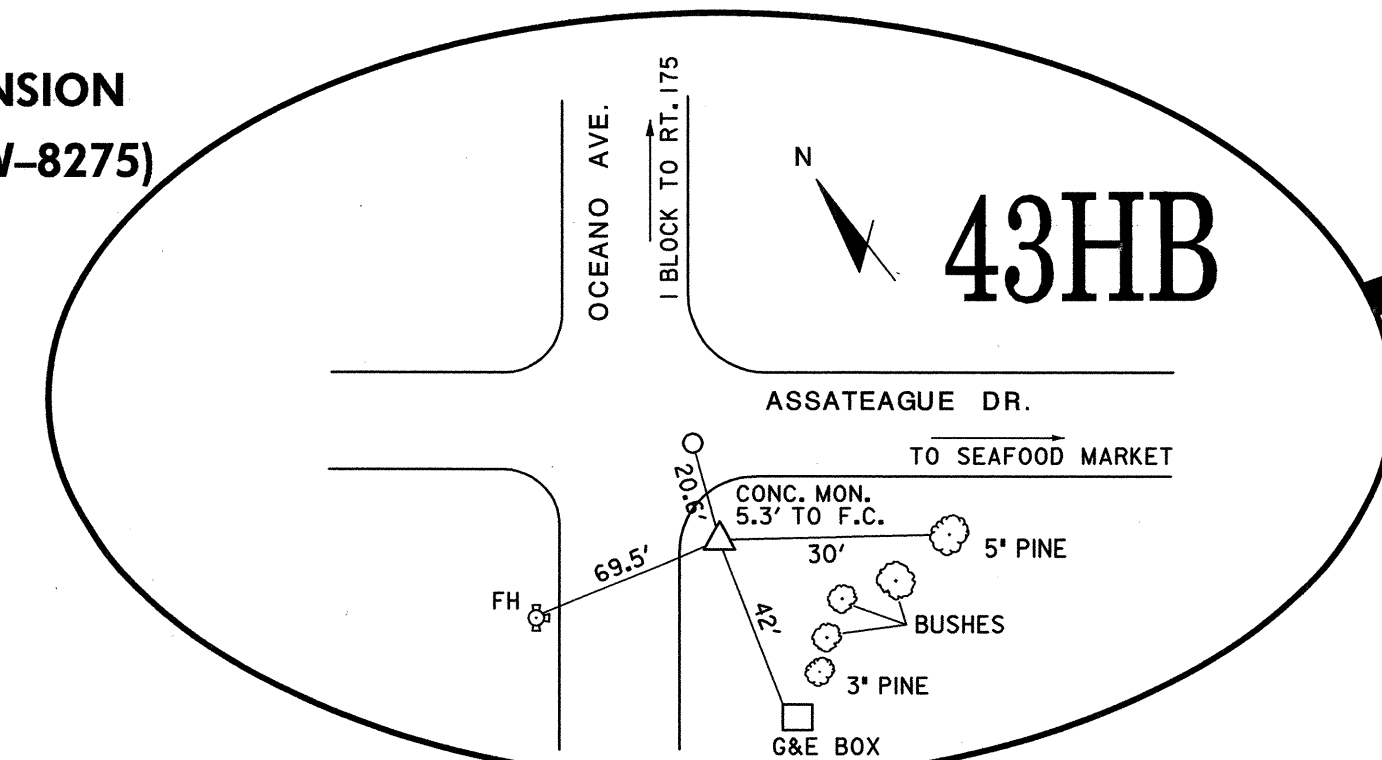 NSION
–8275)
OCEANO AVE.
1 BLOCK TO RT. 175
N
43HB
ASSATEAGUE DR.
TO SEAFOOD MARKET
20.6'
CONC. MON.
5.3' TO F.C.
30'
5" PINE
69.5'
FH
42'
BUSHES
3" PINE
G&E BOX